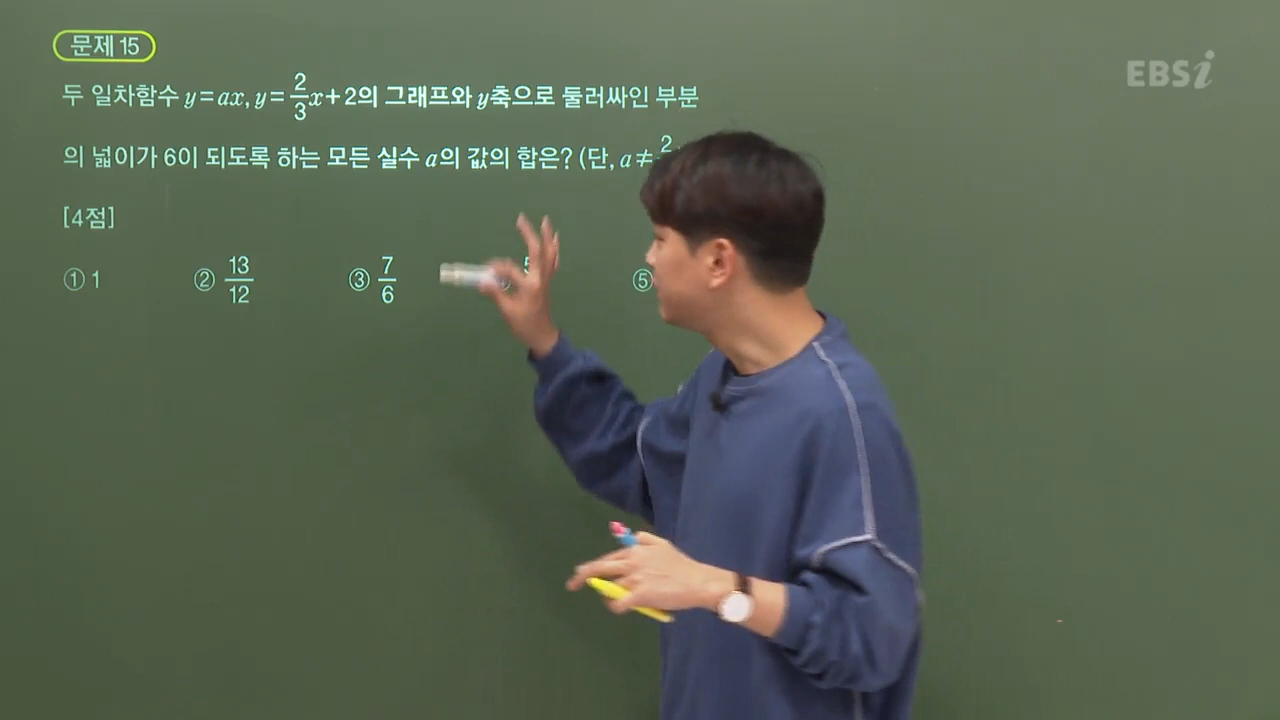 문제 15
EBSi
두 일차함수 y=ax, y=2/3x+2의 그래프와 y축으로 둘러싸인 부분
의 넓이가 6이 되도록 하는 모든 실수 a의 값의 합은? (단, a≠2
[4점]
① 1 ② 13/12 ③ 7/6 5 ⑤